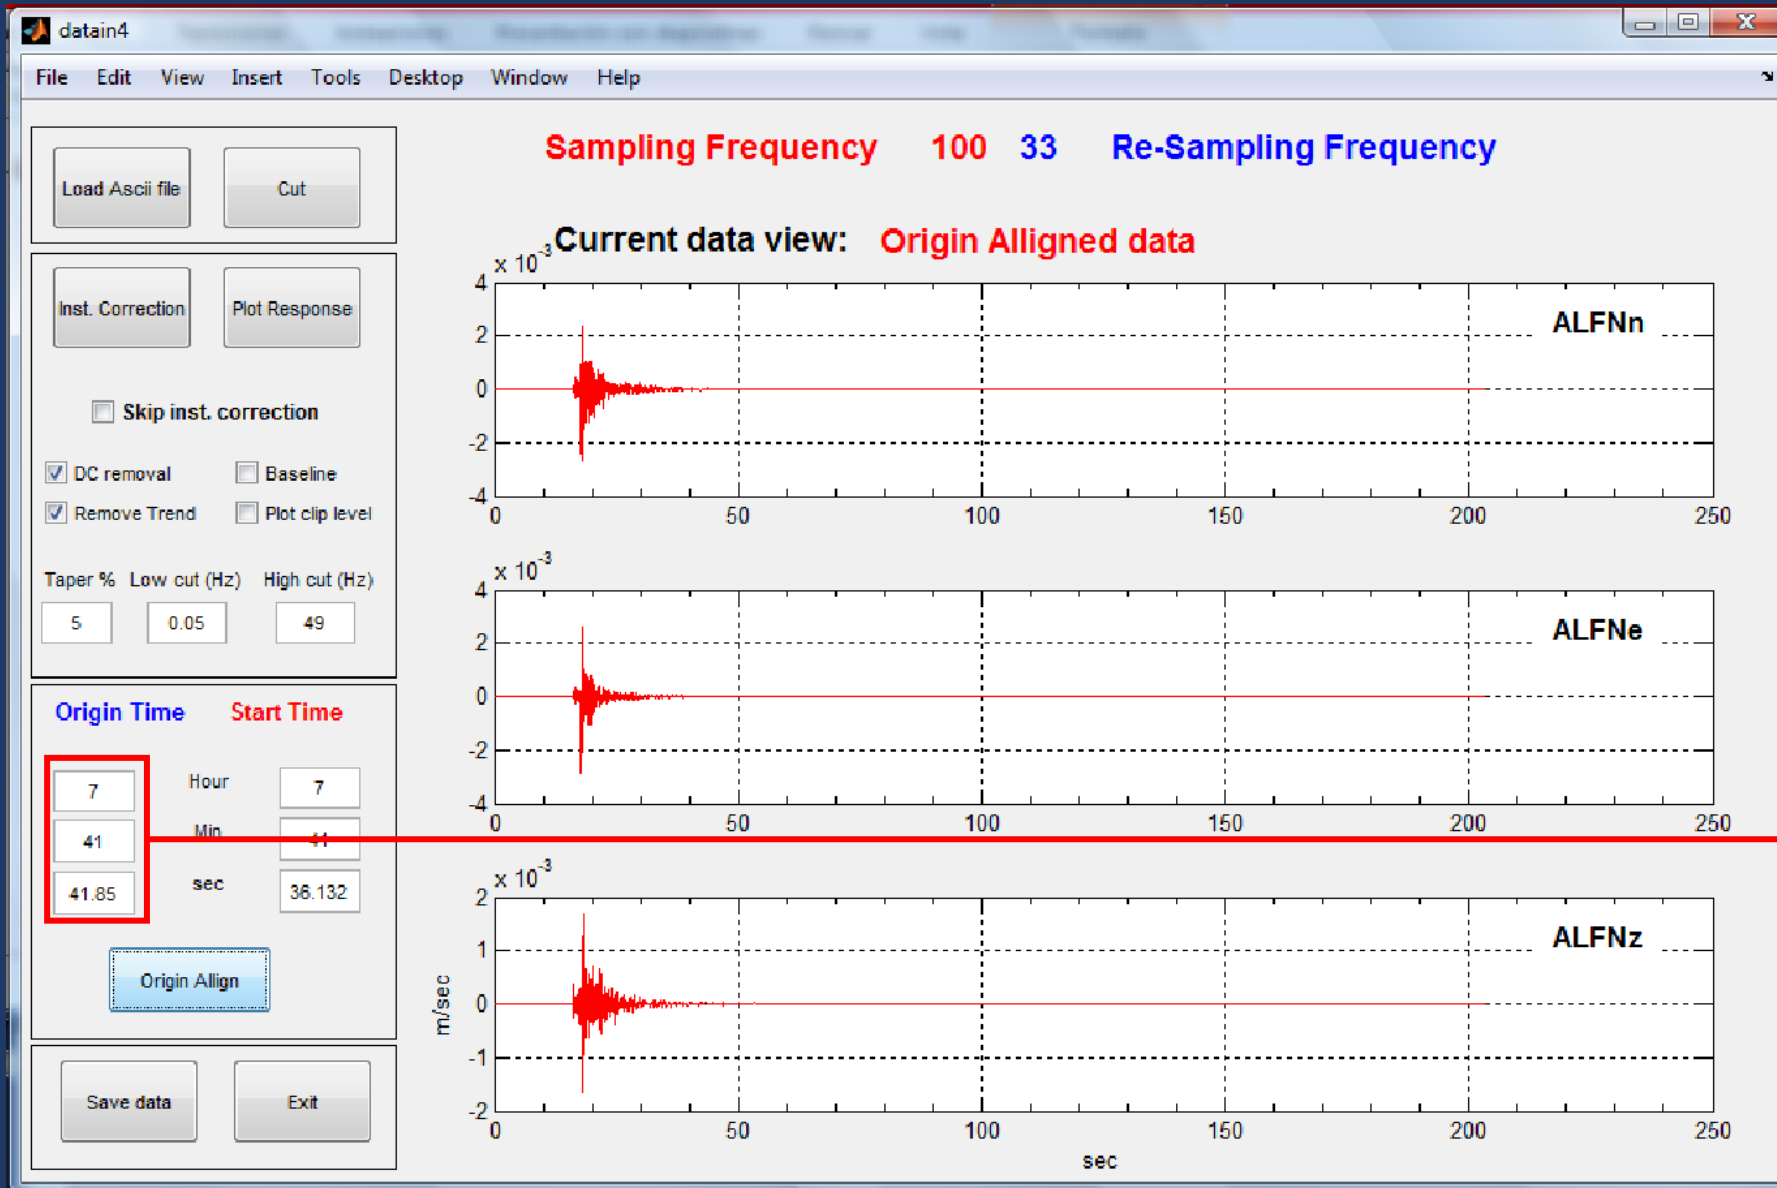 datain4
File Edit View Insert Tools Desktop Window Help
Load Ascii file
Cut
Inst. Correction
Plot Response
Skip inst. correction
DC removal
Baseline
Remove Trend
Plot clip level
Taper % Low cut (Hz) High cut (Hz)
5 0.05 49
Origin Time Start Time
7 Hour 7
41 Min 41
41.85 sec 36.132
Origin Allign
Save data
Exit
Sampling Frequency 100 33 Re-Sampling Frequency
Current data view: Origin Alligned data
x 10^-3
4
2
0
-2
-4
ALFNn
0 50 100 150 200 250
x 10^-3
4
2
0
-2
-4
ALFNe
0 50 100 150 200 250
x 10^-3
2
1
0
-1
-2
m/sec
ALFNz
0 50 100 150 200 250
sec